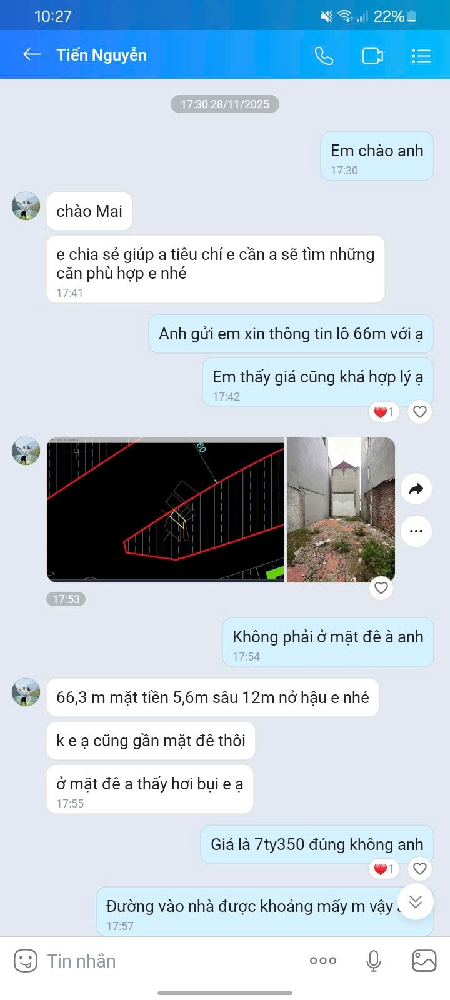 10:27
22%
Tiến Nguyễn
17:30 28/11/2025
Em chào anh
17:30
chào Mai
e chia sẻ giúp a tiêu chí e cần a sẽ tìm những
căn phù hợp e nhé
17:41
Anh gửi em xin thông tin lô 66m với ạ
Em thấy giá cũng khá hợp lý ạ
17:42
1
60
17:53
Không phải ở mặt đê à anh
17:54
66,3 m mặt tiền 5,6m sâu 12m nở hậu e nhé
k e ạ cũng gần mặt đê thôi
ở mặt đê a thấy hơi bụi e ạ
17:55
Giá là 7ty350 đúng không anh
1
Đường vào nhà được khoảng mấy m vậy
17:57
Tin nhắn